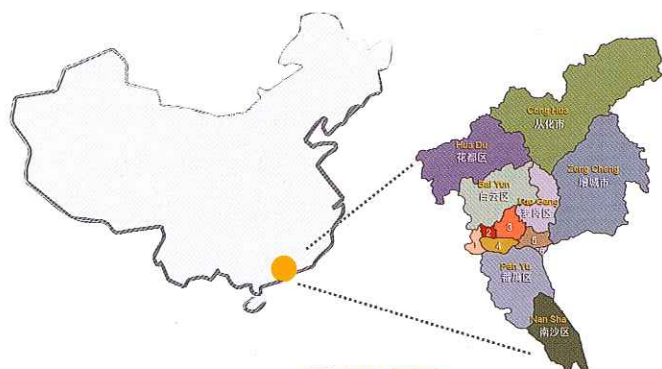 Cong Hua
从化市
Hua Du
花都区
Zeng Cheng
增城市
Bai Yun
白云区
Luo Gang
萝岗区
2
3
1
4
5
Pan Yu
番禺区
Nan Sha
南沙区